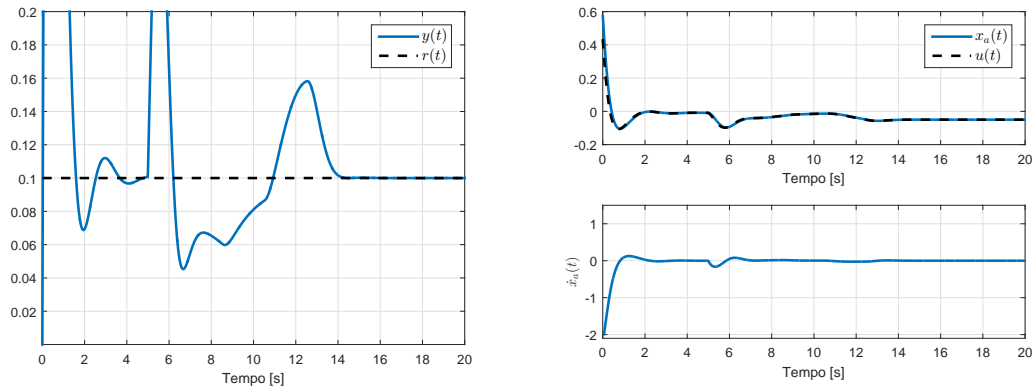 0.2
0.18
0.16
0.14
0.12
0.1
0.08
0.06
0.04
0.02
0 2 4 6 8 10 12 14 16 18 20
Tempo [s]
y(t)
r(t)
0.6
0.4
0.2
0
-0.2
0 2 4 6 8 10 12 14 16 18 20
Tempo [s]
x_a(t)
u(t)
1
0
-1
-2
ẋ_a(t)
0 2 4 6 8 10 12 14 16 18 20
Tempo [s]